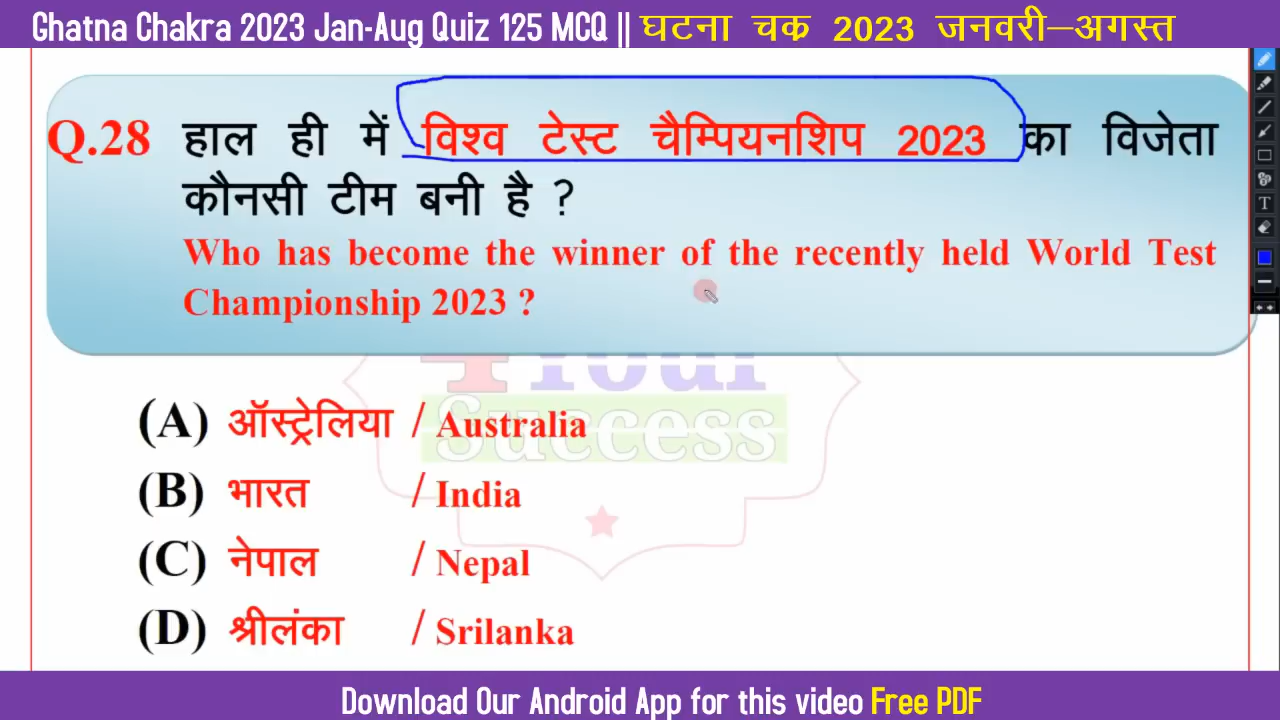 Ghatna Chakra 2023 Jan-Aug Quiz 125 MCQ || घटना चक्र 2023 जनवरी–अगस्त
Q.28 हाल ही में विश्व टेस्ट चैम्पियनशिप 2023 का विजेता
कौनसी टीम बनी है ?
Who has become the winner of the recently held World Test
Championship 2023 ?
Your
Success
(A) ऑस्ट्रेलिया / Australia
(B) भारत / India
(C) नेपाल / Nepal
(D) श्रीलंका / Srilanka
Download Our Android App for this video Free PDF